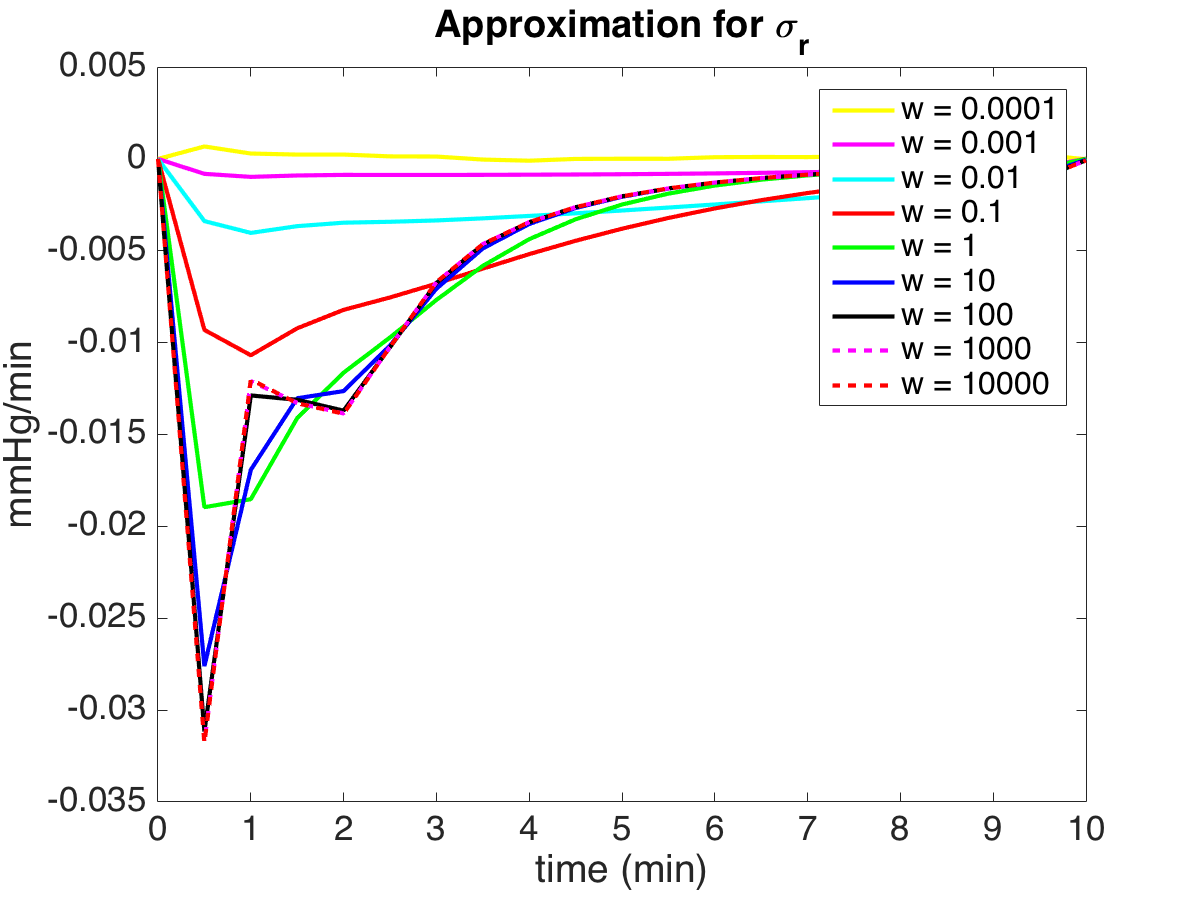 Approximation for σr
0.005
0
-0.005
-0.01
-0.015
-0.02
-0.025
-0.03
-0.035
mmHg/min
w = 0.0001
w = 0.001
w = 0.01
w = 0.1
w = 1
w = 10
w = 100
w = 1000
w = 10000
0 1 2 3 4 5 6 7 8 9 10
time (min)